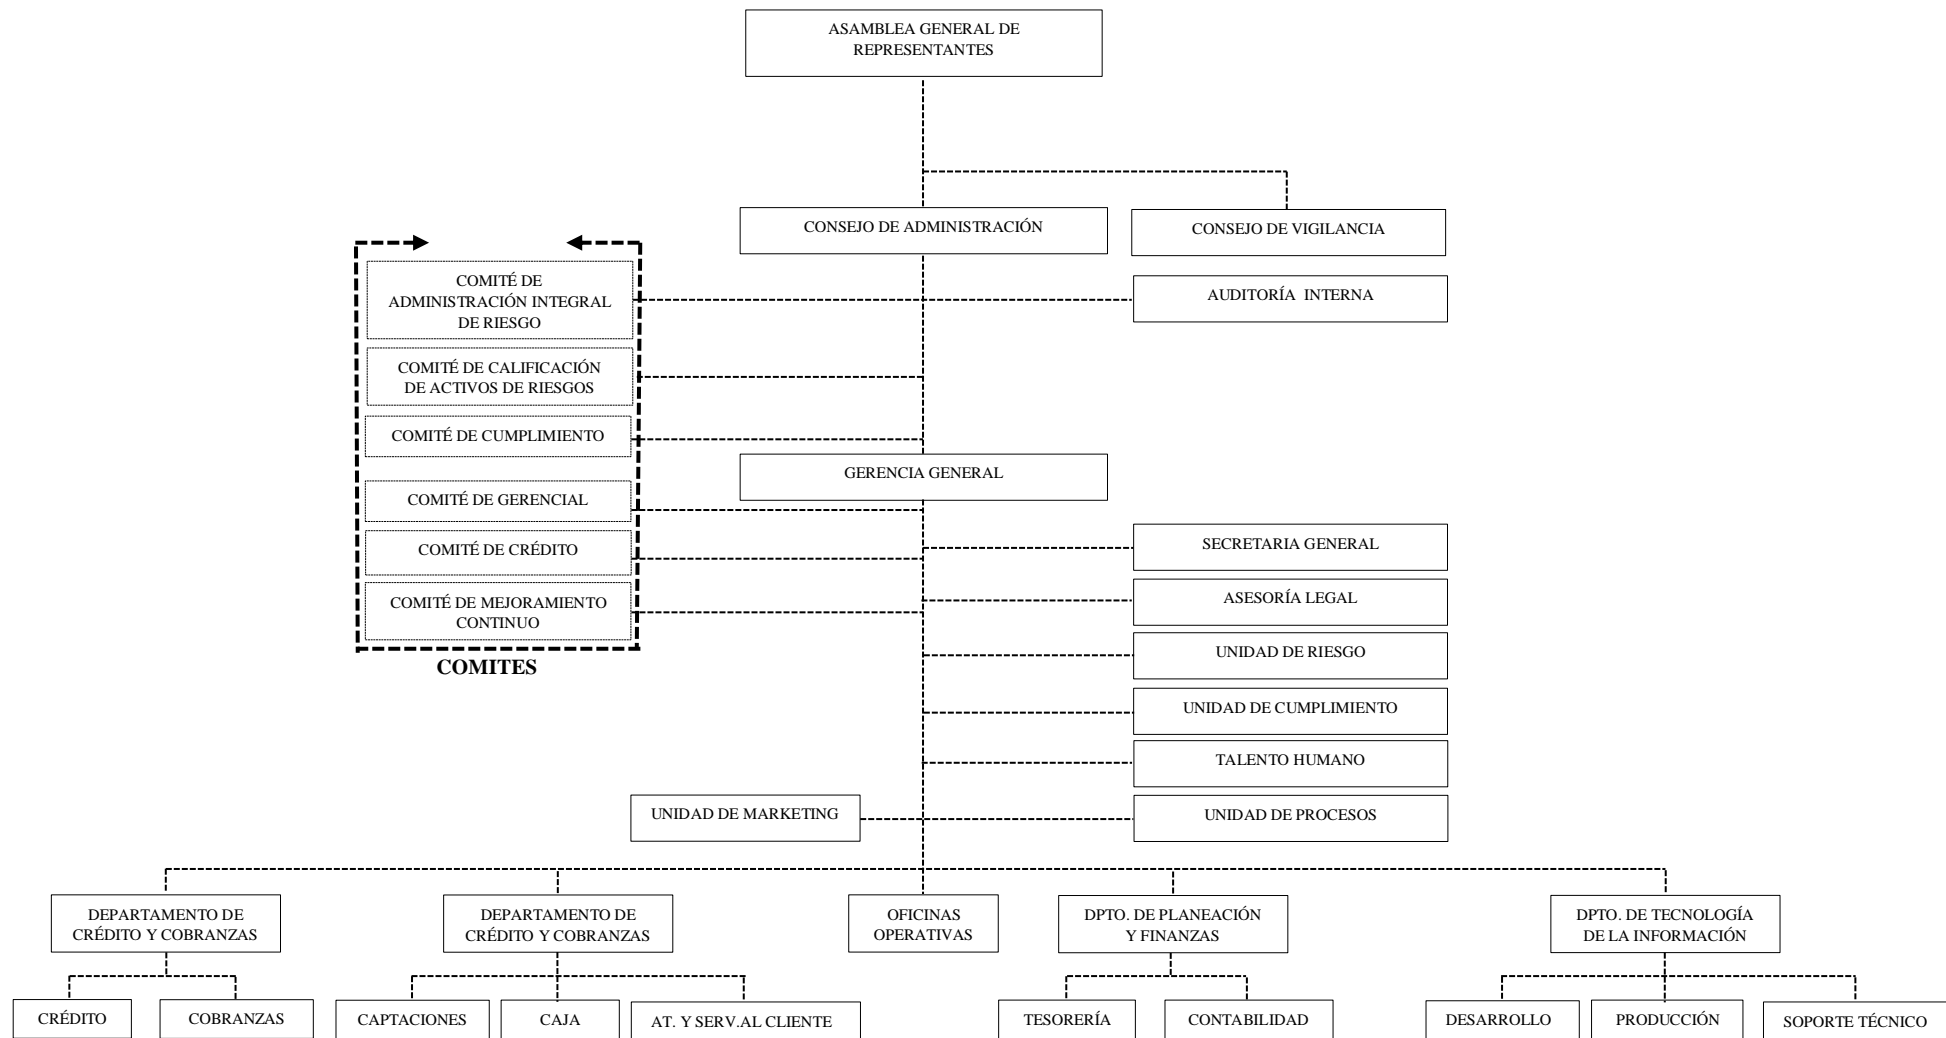 ASAMBLEA GENERAL DE
REPRESENTANTES
CONSEJO DE ADMINISTRACIÓN
CONSEJO DE VIGILANCIA
COMITÉ DE
ADMINISTRACIÓN INTEGRAL
DE RIESGO
AUDITORÍA INTERNA
COMITÉ DE CALIFICACIÓN
DE ACTIVOS DE RIESGOS
COMITÉ DE CUMPLIMIENTO
GERENCIA GENERAL
COMITÉ DE GERENCIAL
COMITÉ DE CRÉDITO
SECRETARIA GENERAL
COMITÉ DE MEJORAMIENTO
CONTINUO
ASESORÍA LEGAL
COMITES
UNIDAD DE RIESGO
UNIDAD DE CUMPLIMIENTO
TALENTO HUMANO
UNIDAD DE MARKETING
UNIDAD DE PROCESOS
DEPARTAMENTO DE
CRÉDITO Y COBRANZAS
DEPARTAMENTO DE
CRÉDITO Y COBRANZAS
OFICINAS
OPERATIVAS
DPTO. DE PLANEACIÓN
Y FINANZAS
DPTO. DE TECNOLOGÍA
DE LA INFORMACIÓN
CRÉDITO
COBRANZAS
CAPTACIONES
CAJA
AT. Y SERV.AL CLIENTE
TESORERÍA
CONTABILIDAD
DESARROLLO
PRODUCCIÓN
SOPORTE TÉCNICO